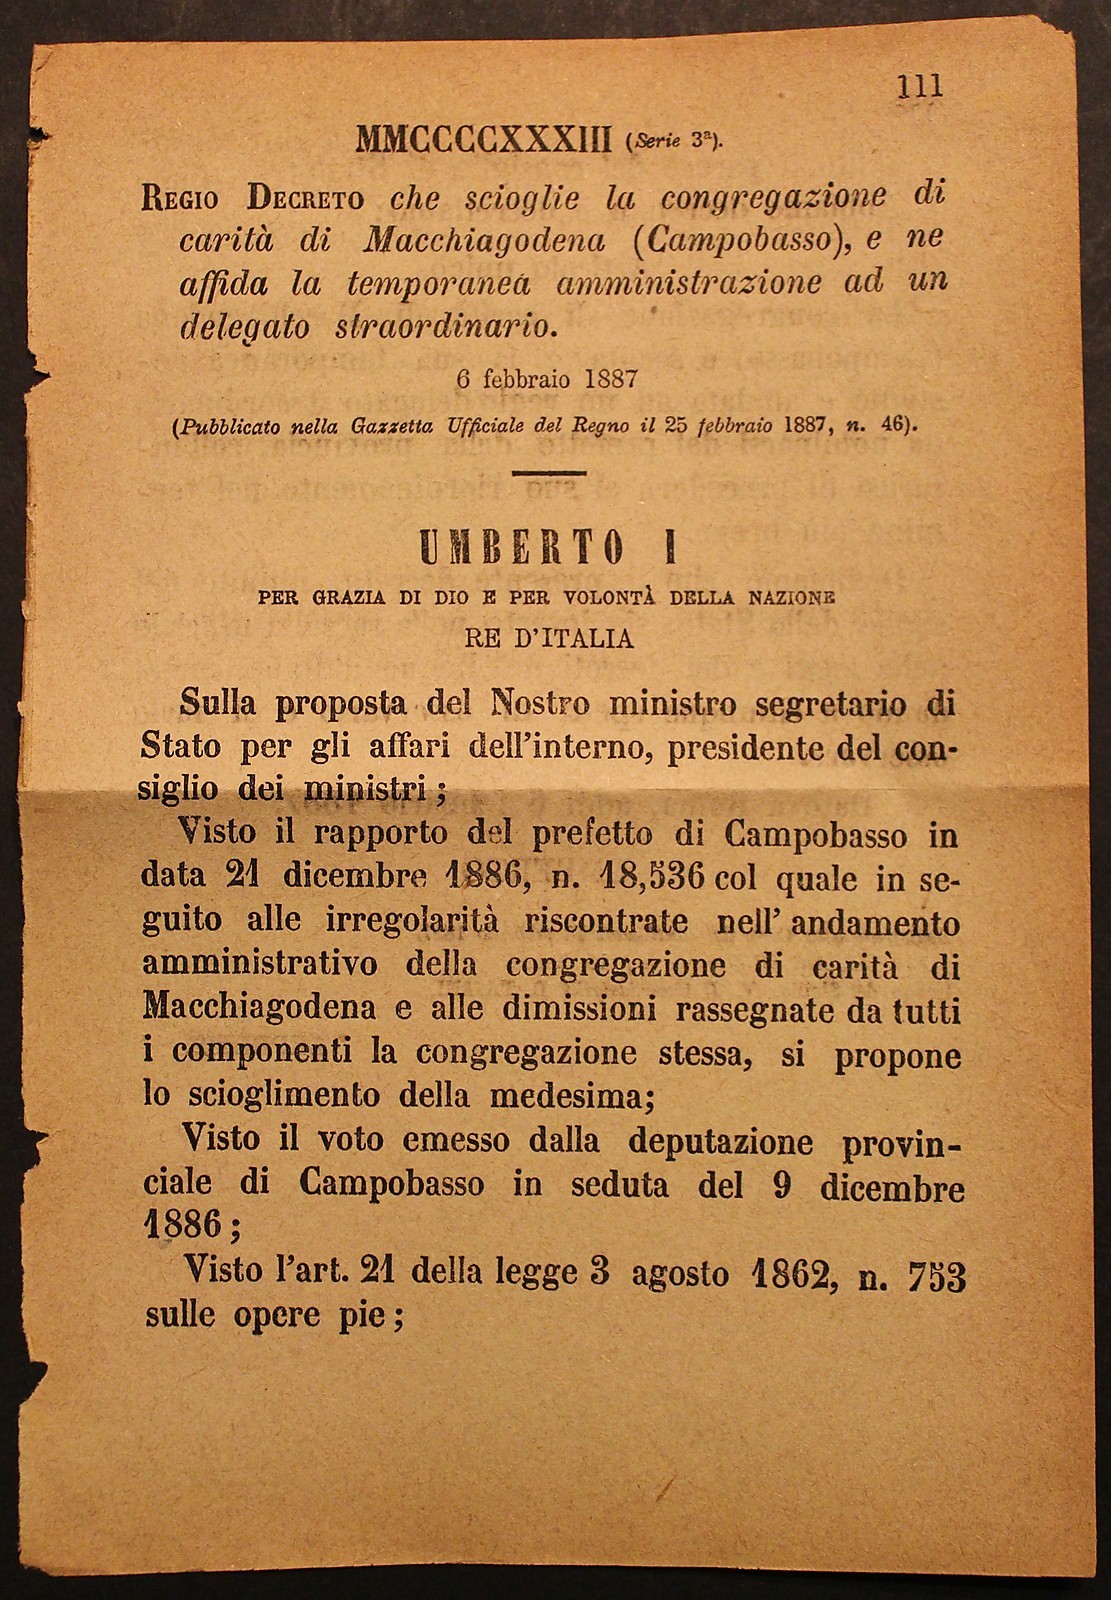 111
MMCCCCXXXIII (Serie 3ª).
REGIO DECRETO che scioglie la congregazione di
carità di Macchiagodena (Campobasso), e ne
affida la temporanea amministrazione ad un
delegato straordinario.
6 febbraio 1887
(Pubblicato nella Gazzetta Ufficiale del Regno il 25 febbraio 1887, n. 46).
UMBERTO I
PER GRAZIA DI DIO E PER VOLONTÀ DELLA NAZIONE
RE D'ITALIA
Sulla proposta del Nostro ministro segretario di
Stato per gli affari dell'interno, presidente del con-
siglio dei ministri ;
Visto il rapporto del prefetto di Campobasso in
data 21 dicembre 1886, n. 18,536 col quale in se-
guito alle irregolarità riscontrate nell' andamento
amministrativo della congregazione di carità di
Macchiagodena e alle dimissioni rassegnate da tutti
i componenti la congregazione stessa, si propone
lo scioglimento della medesima;
Visto il voto emesso dalla deputazione provin-
ciale di Campobasso in seduta del 9 dicembre
1886 ;
Visto l'art. 21 della legge 3 agosto 1862, n. 753
sulle opere pie ;